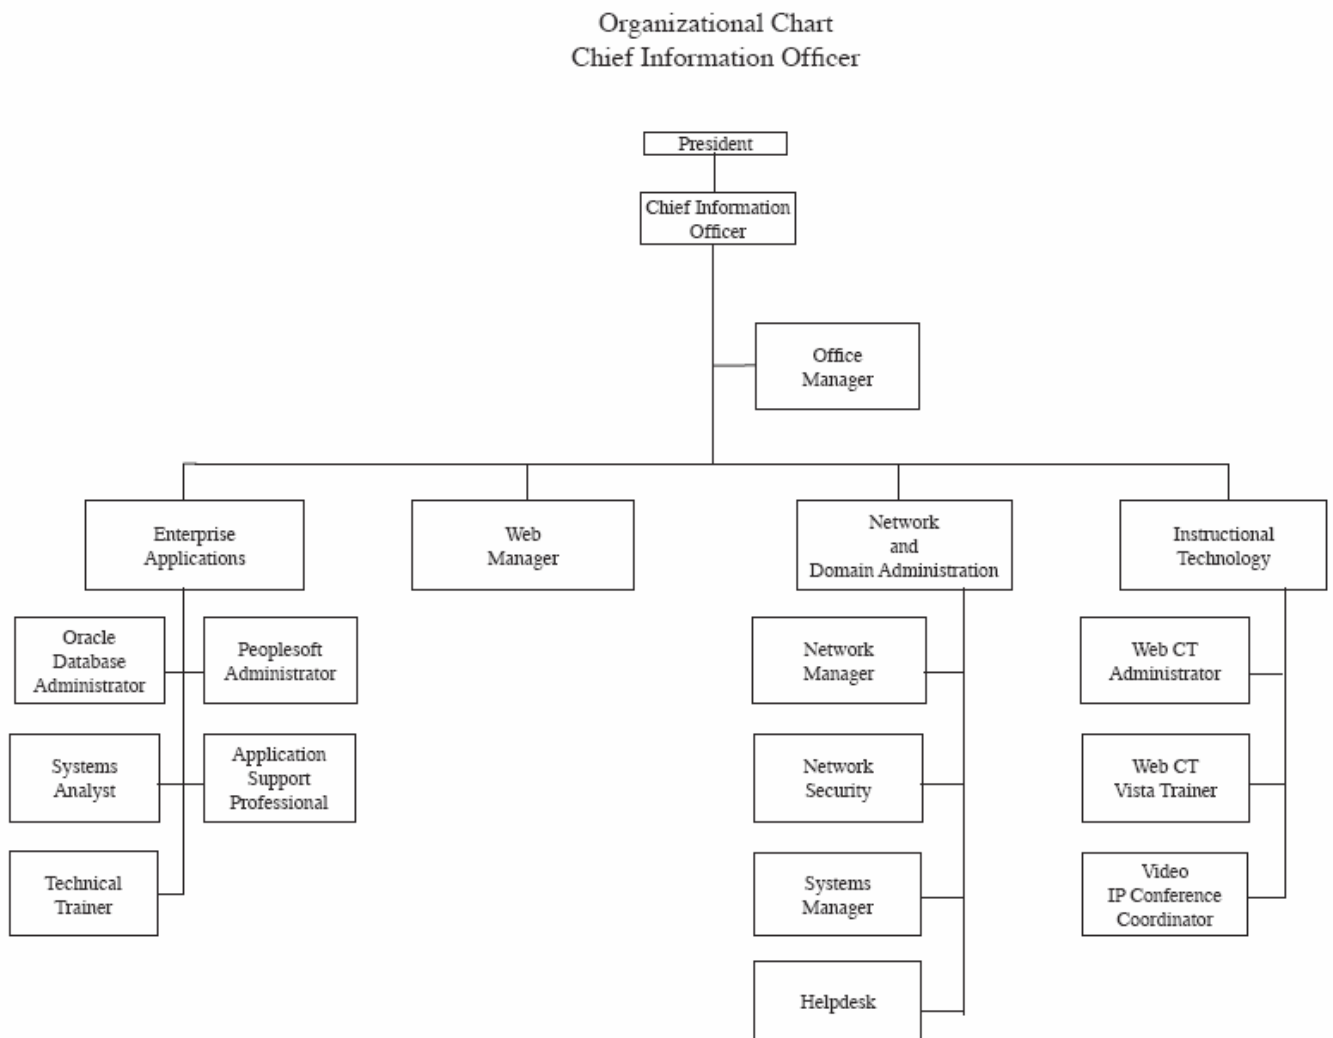 Organizational Chart
Chief Information Officer
President
Chief Information
Officer
Office
Manager
Enterprise
Applications
Web
Manager
Network
and
Domain Administration
Instructional
Technology
Oracle
Database
Administrator
Peoplesoft
Administrator
Systems
Analyst
Application
Support
Professional
Technical
Trainer
Network
Manager
Network
Security
Systems
Manager
Helpdesk
Web CT
Administrator
Web CT
Vista Trainer
Video
IP Conference
Coordinator